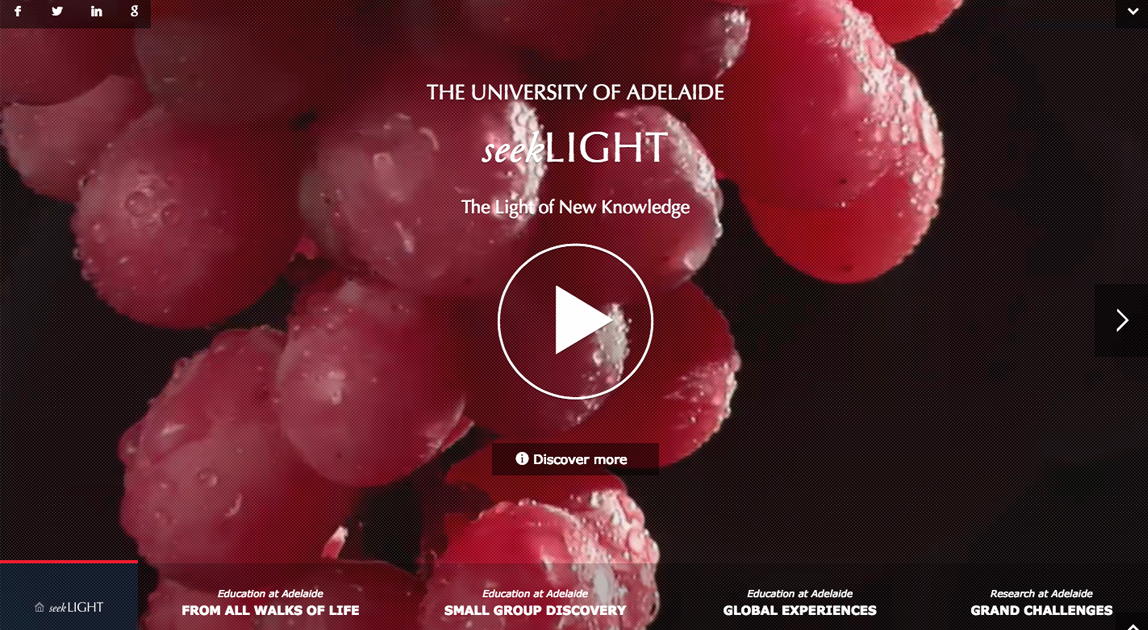 THE UNIVERSITY OF ADELAIDE
seekLIGHT
The Light of New Knowledge
Discover more
seekLIGHT
Education at Adelaide
FROM ALL WALKS OF LIFE
Education at Adelaide
SMALL GROUP DISCOVERY
Education at Adelaide
GLOBAL EXPERIENCES
Research at Adelaide
GRAND CHALLENGES